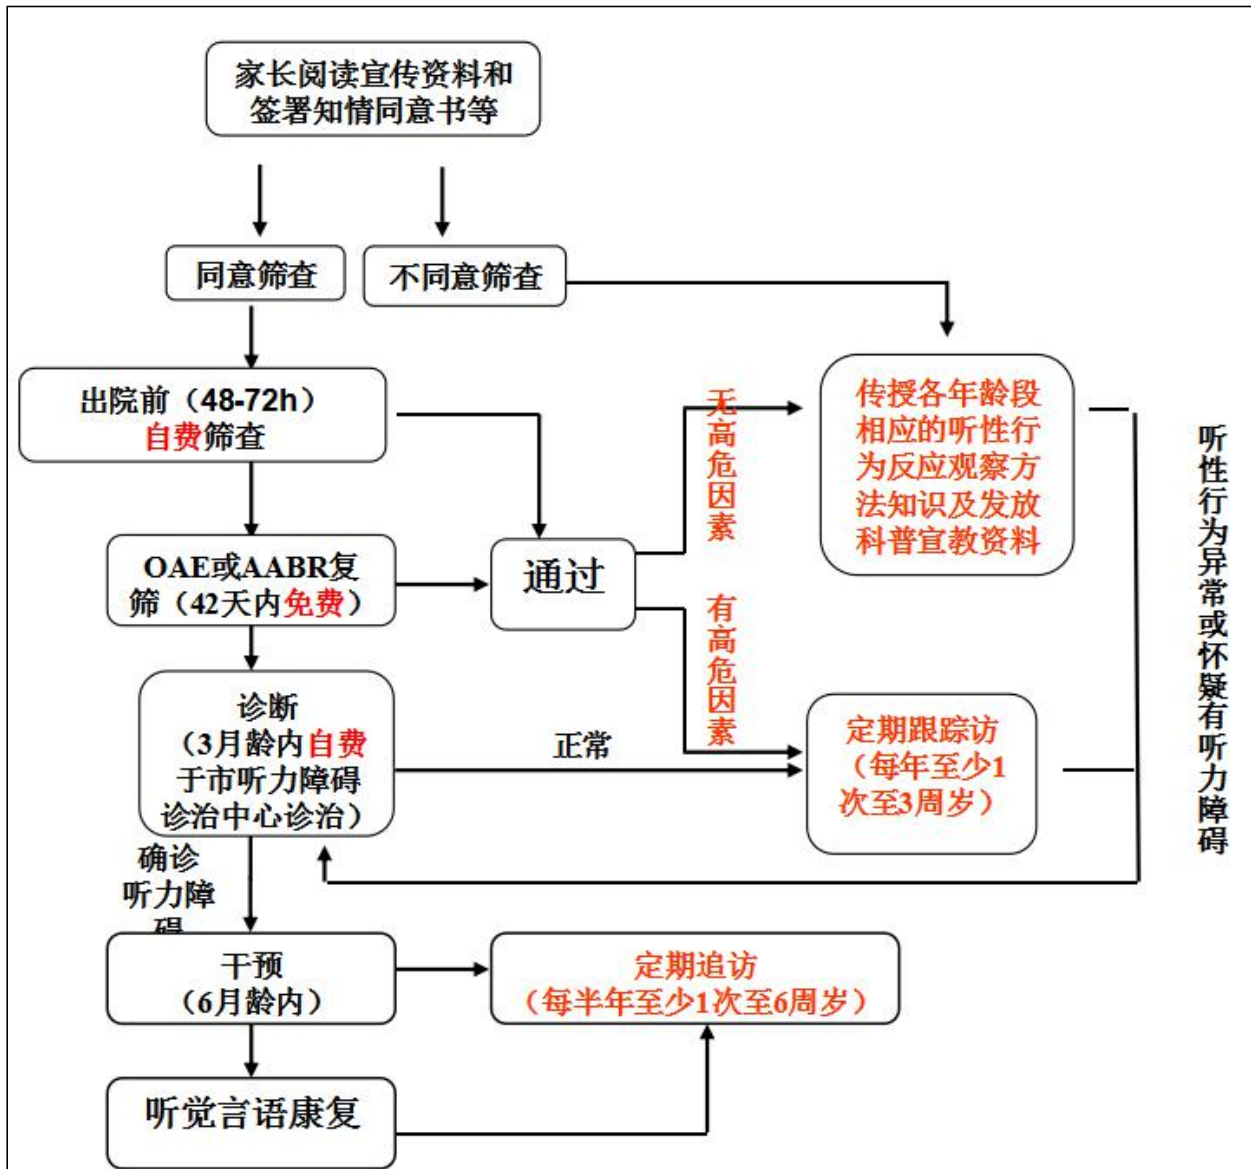 家长阅读宣传资料和
签署知情同意书等
同意筛查
不同意筛查
出院前（48-72h）
自费筛查
无高危因素
传授各年龄段
相应的听性行
为反应观察方
法知识及发放
科普宣教资料
听性行为异常或怀疑有听力障碍
OAE或AABR复
筛（42天内免费）
通过
有高危因素
诊断
（3月龄内自费
于市听力障碍
诊治中心诊治）
正常
定期跟踪访
（每年至少1
次至3周岁）
确诊
听力障
碍
干预
（6月龄内）
定期追访
（每半年至少1次至6周岁）
听觉言语康复